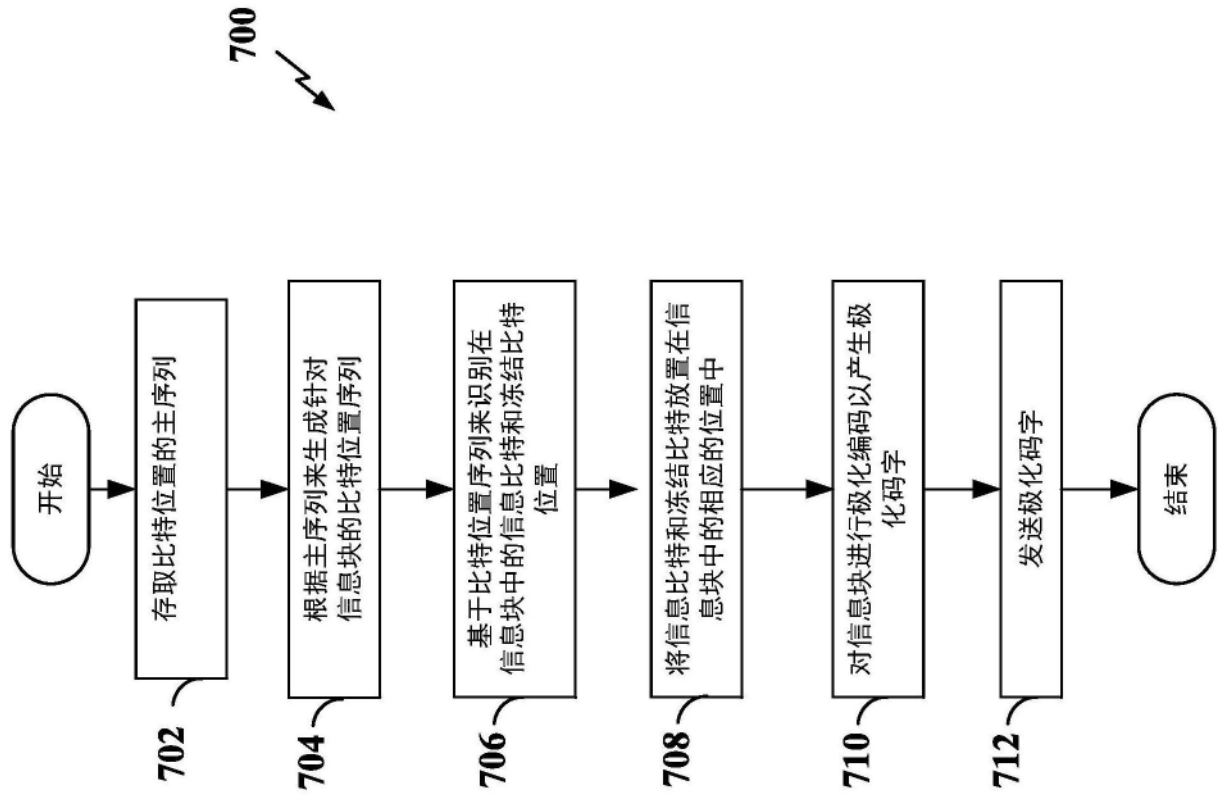 700
开始
702
存取比特位置的主序列
704
根据主序列来生成针对
信息块的比特位置序列
706
基于比特位置序列来识别在
信息块中的信息比特和冻结比特
位置
708
将信息比特和冻结比特放置在信
息块中的相应的位置中
710
对信息块进行极化编码以产生极
化码字
712
发送极化码字
结束